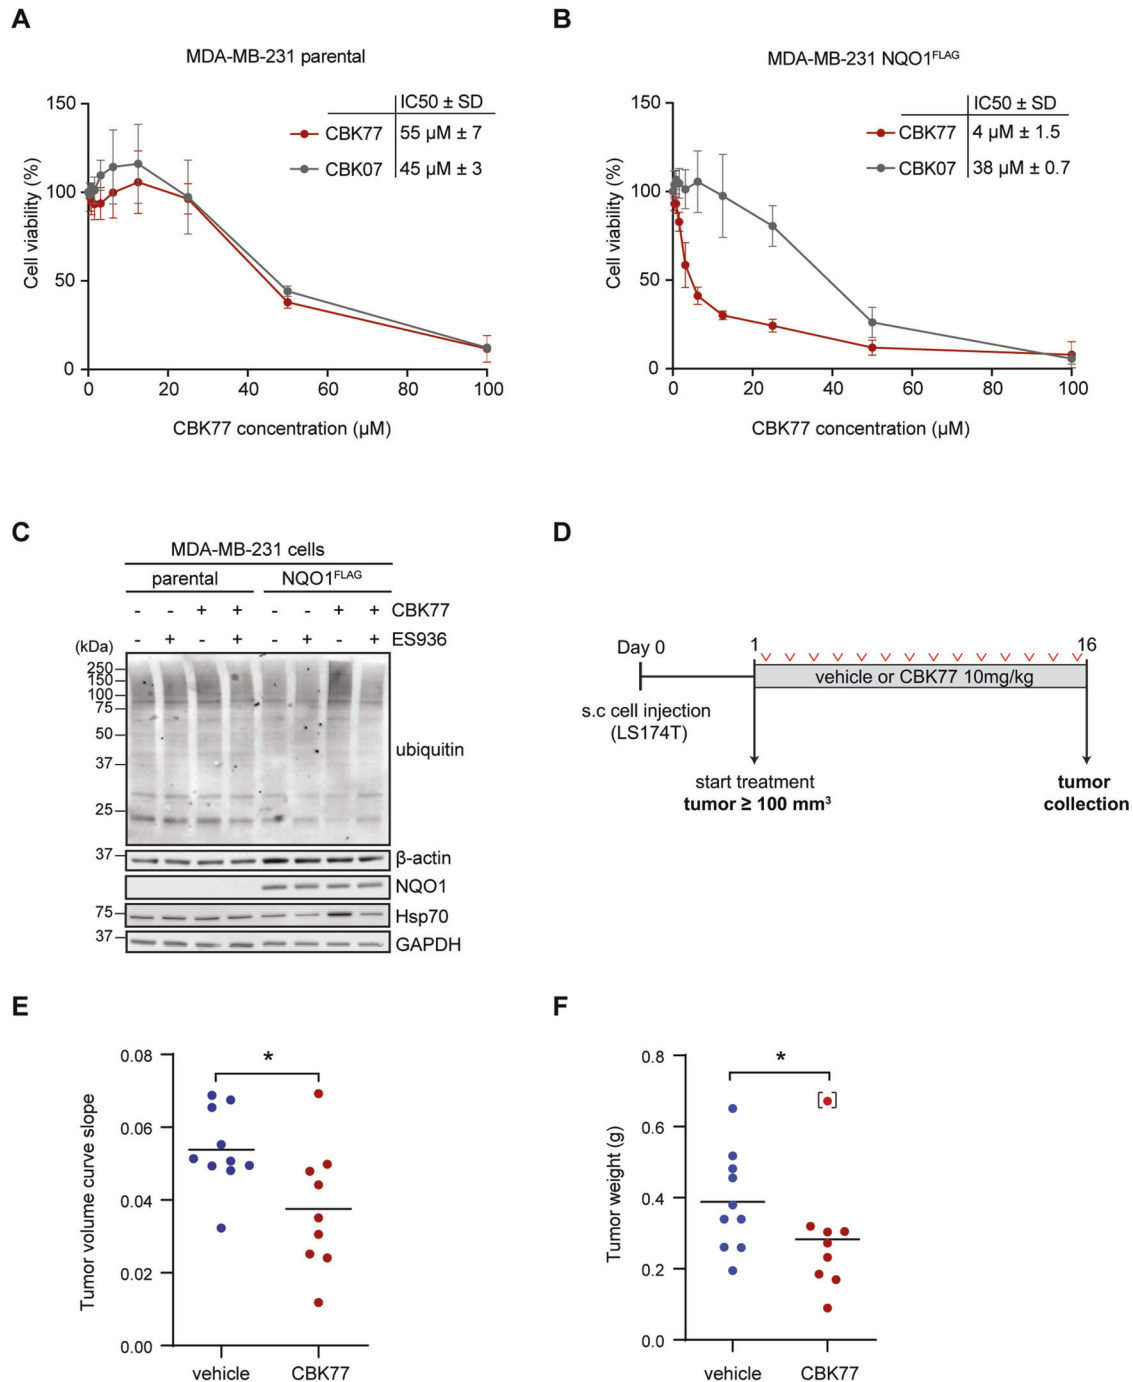 A
MDA-MB-231 parental
IC50 ± SD
CBK77 55 µM ± 7
CBK07 45 µM ± 3
Cell viability (%)
150
100
50
0
0 20 40 60 80 100
CBK77 concentration (µM)
B
MDA-MB-231 NQO1FLAG
IC50 ± SD
CBK77 4 µM ± 1.5
CBK07 38 µM ± 0.7
Cell viability (%)
150
100
50
0
0 20 40 60 80 100
CBK77 concentration (µM)
C
MDA-MB-231 cells
parental NQO1FLAG
- - + + - - + + CBK77
- + - + - + - + ES936
(kDa)
250
150
100
75
50
37
25
ubiquitin
37 β-actin
NQO1
75 Hsp70
37 GAPDH
D
Day 0 1 16
vehicle or CBK77 10mg/kg
s.c cell injection
(LS174T)
start treatment
tumor ≥ 100 mm³
tumor
collection
E
Tumor volume curve slope
0.08
0.06
0.04
0.02
0.00
*
vehicle CBK77
F
Tumor weight (g)
0.8
0.6
0.4
0.2
0.0
*
[ ]
vehicle CBK77